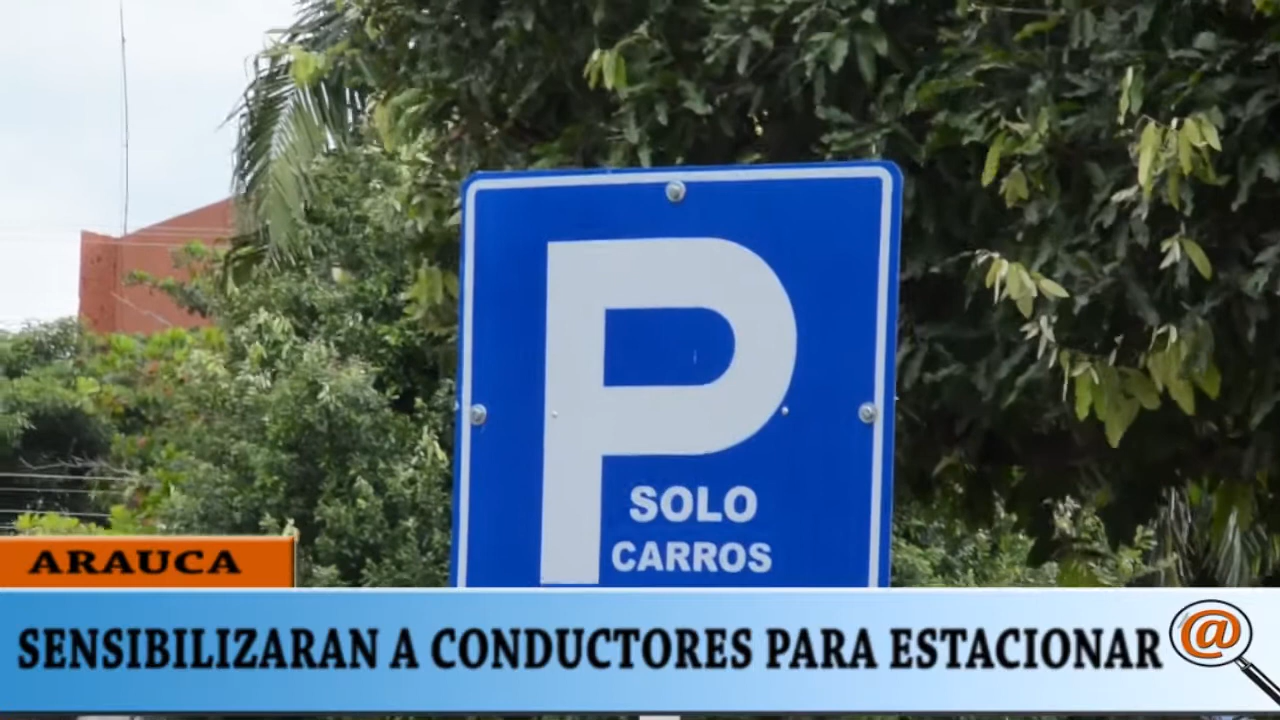 P
SOLO
CARROS
ARAUCA
SENSIBILIZARAN A CONDUCTORES PARA ESTACIONAR
@